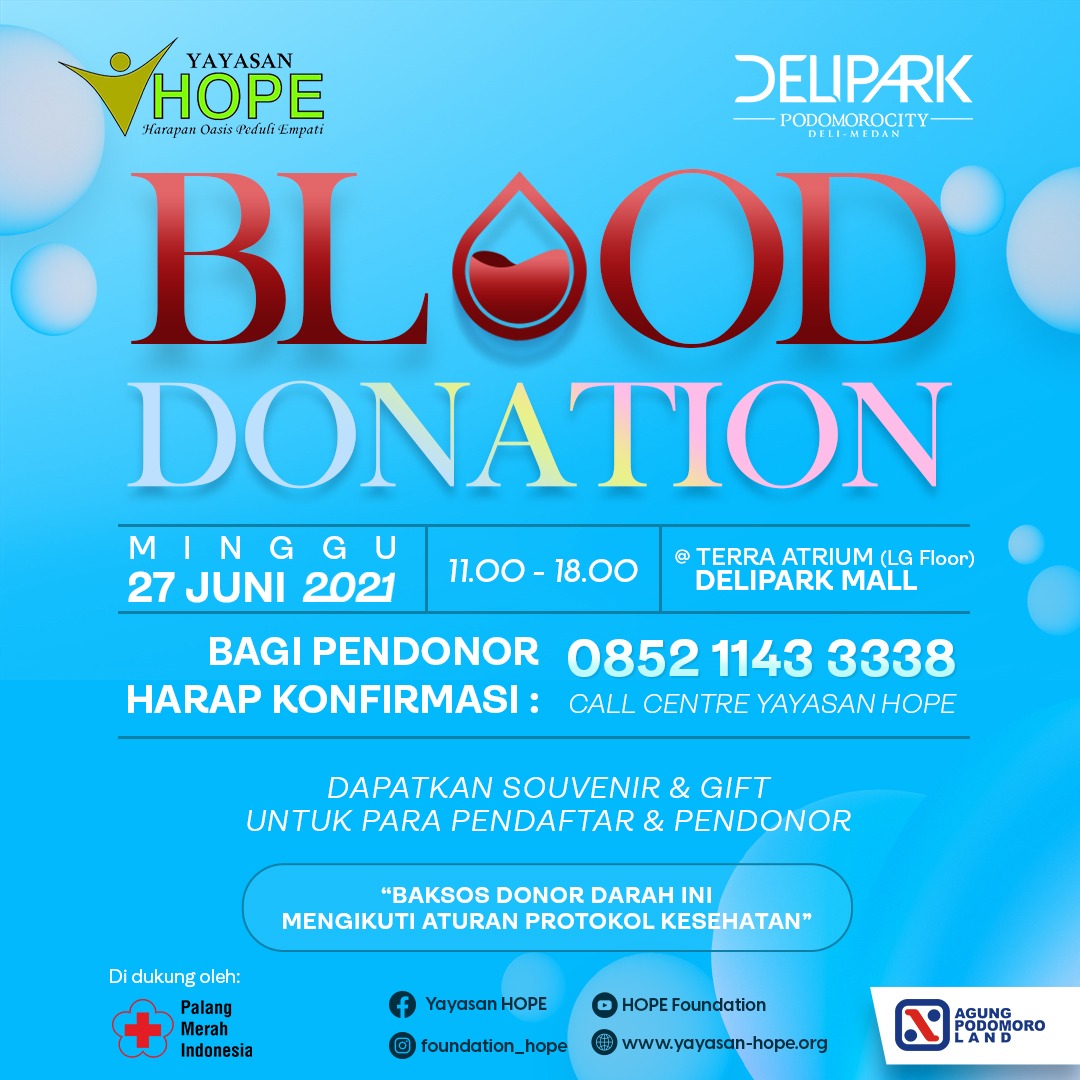 YAYASAN
HOPE
Harapan Oasis Peduli Empati
DELIPARK
PODOMOROCITY
DELI-MEDAN
BLOOD
DONATION
MINGGU
27 JUNI 2021
11.00 - 18.00
@ TERRA ATRIUM (LG Floor)
DELIPARK MALL
BAGI PENDONOR
HARAP KONFIRMASI :
0852 1143 3338
CALL CENTRE YAYASAN HOPE
DAPATKAN SOUVENIR & GIFT
UNTUK PARA PENDAFTAR & PENDONOR
“BAKSOS DONOR DARAH INI
MENGIKUTI ATURAN PROTOKOL KESEHATAN”
Di dukung oleh:
Palang
Merah
Indonesia
Yayasan HOPE
foundation_hope
HOPE Foundation
www.yayasan-hope.org
AGUNG
PODOMORO
LAND